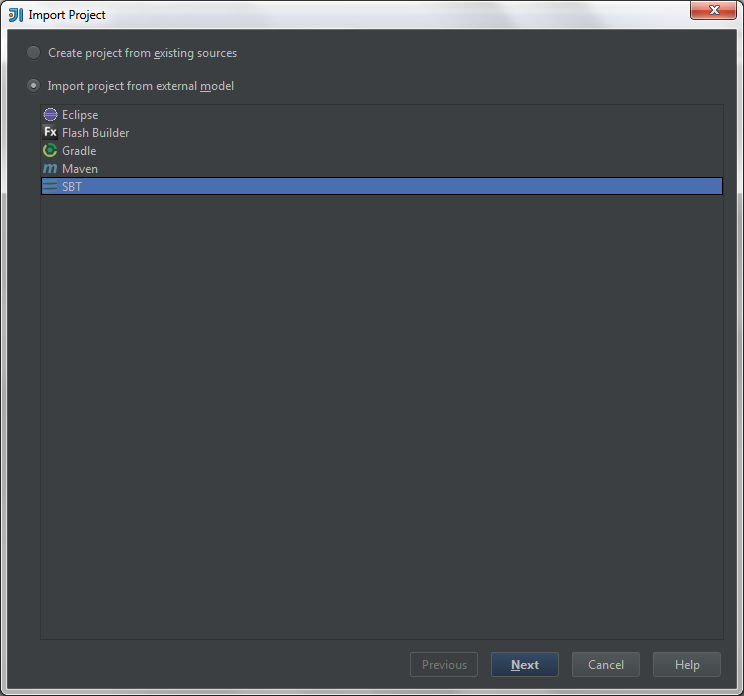 Import Project
Create project from existing sources
Import project from external model
Eclipse
Fx Flash Builder
Gradle
m Maven
SBT
Previous Next Cancel Help